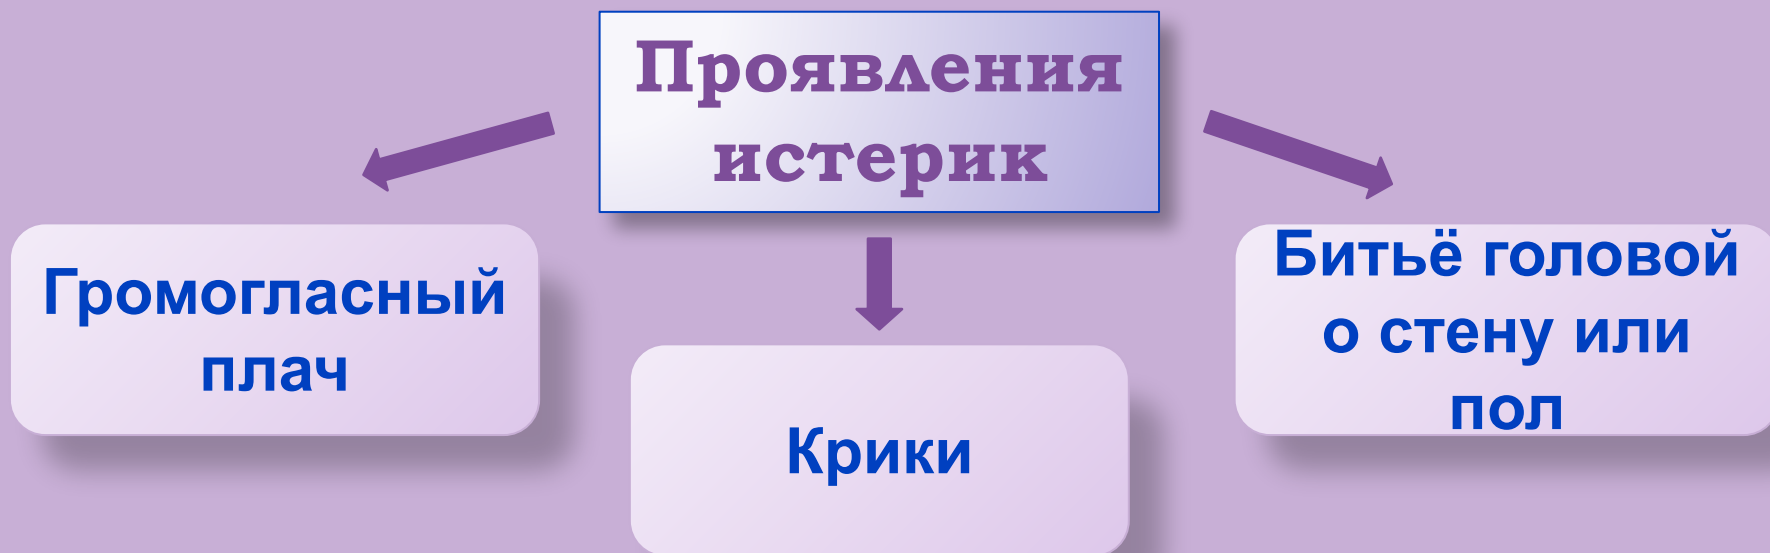 Проявления
истерик
Громогласный
плач
Крики
Битьё головой
о стену или
пол